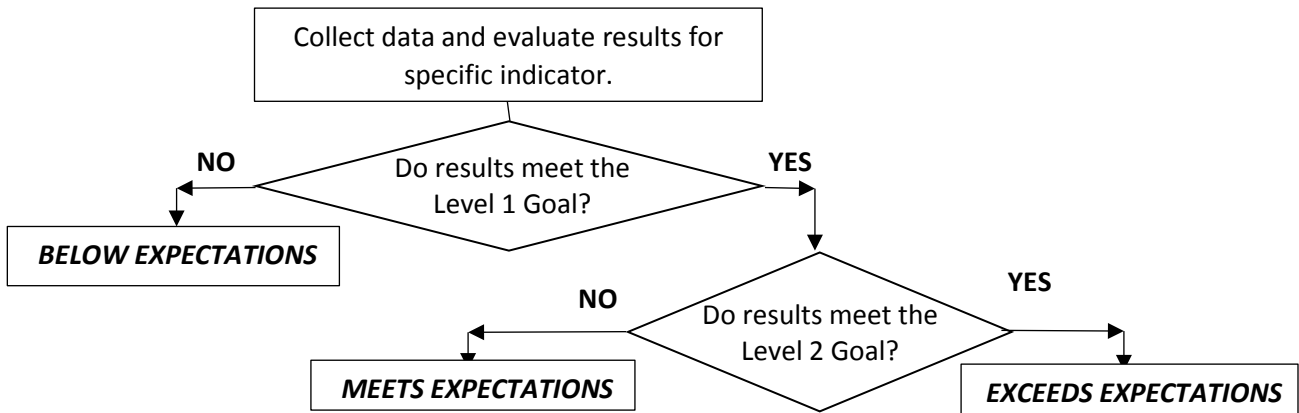 Collect data and evaluate results for
specific indicator.
NO
Do results meet the
Level 1 Goal?
YES
BELOW EXPECTATIONS
NO
Do results meet the
Level 2 Goal?
YES
MEETS EXPECTATIONS
EXCEEDS EXPECTATIONS